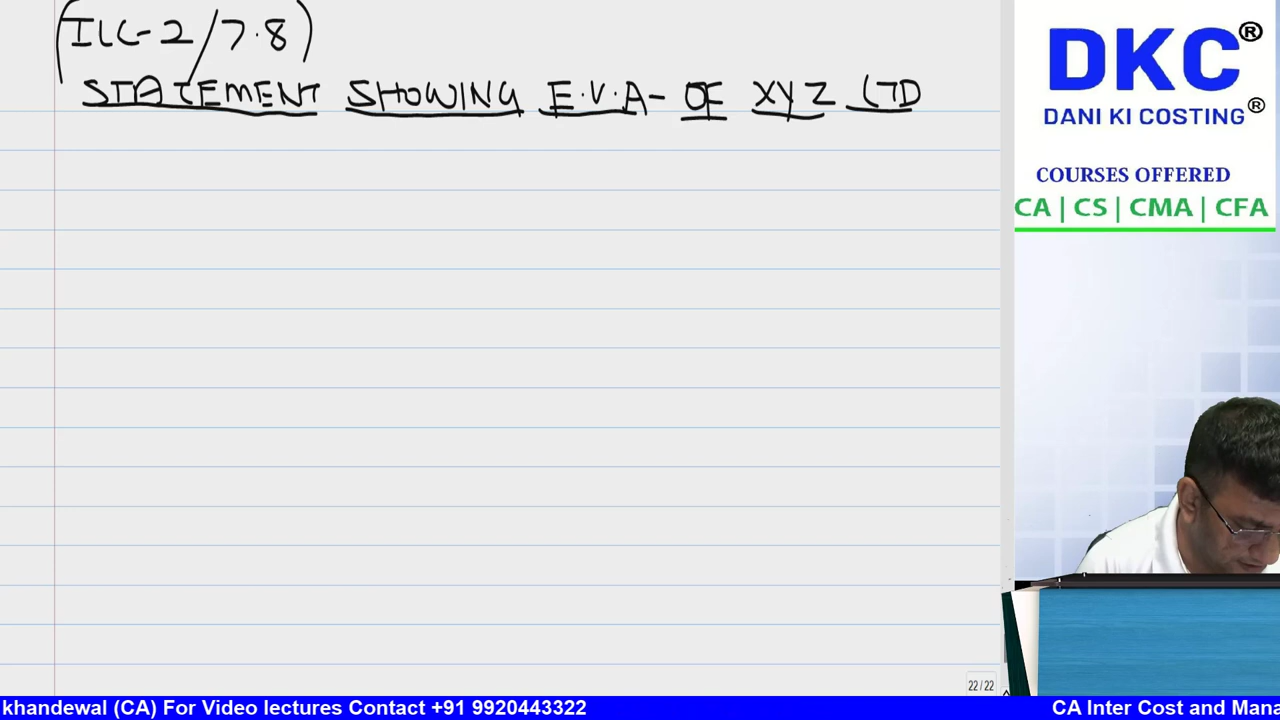 (ILC-2/7.8)
STATEMENT SHOWING E.V.A- OF XYZ LTD
DKC®
DANI KI COSTING®
COURSES OFFERED
CA | CS | CMA | CFA
22/22
khandewal (CA) For Video lectures Contact +91 9920443322
CA Inter Cost and Mana